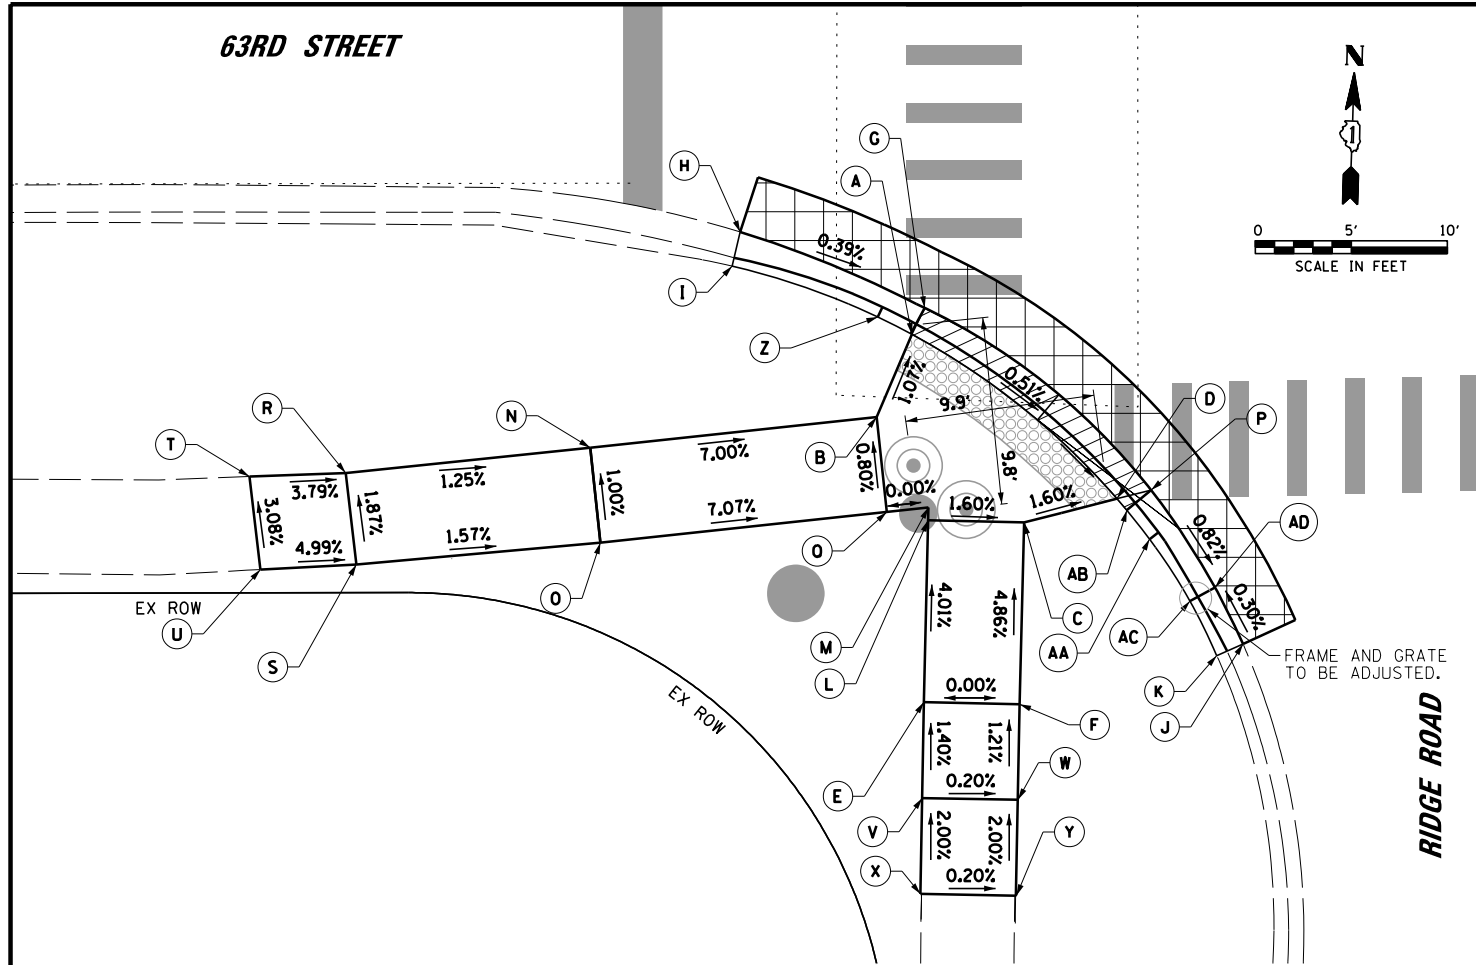 63RD STREET
N
1
0 5' 10'
SCALE IN FEET
G
H
A
0.39%
I
Z
1.07%
0.51%
9.9'
D
P
R
N
T
B
7.00%
0.80%
9.8'
3.79%
1.25%
1.00%
0.00%
1.60%
1.60%
3.08%
1.87%
7.07%
4.99%
1.57%
O
0.82%
AD
AB
0.30%
EX ROW
U
O
4.01%
4.86%
C
AC
S
M
AA
FRAME AND GRATE
TO BE ADJUSTED.
L
0.00%
K
EX ROW
F
J
1.40%
1.21%
RIDGE ROAD
E
0.20%
W
V
2.00%
2.00%
Y
X
0.20%